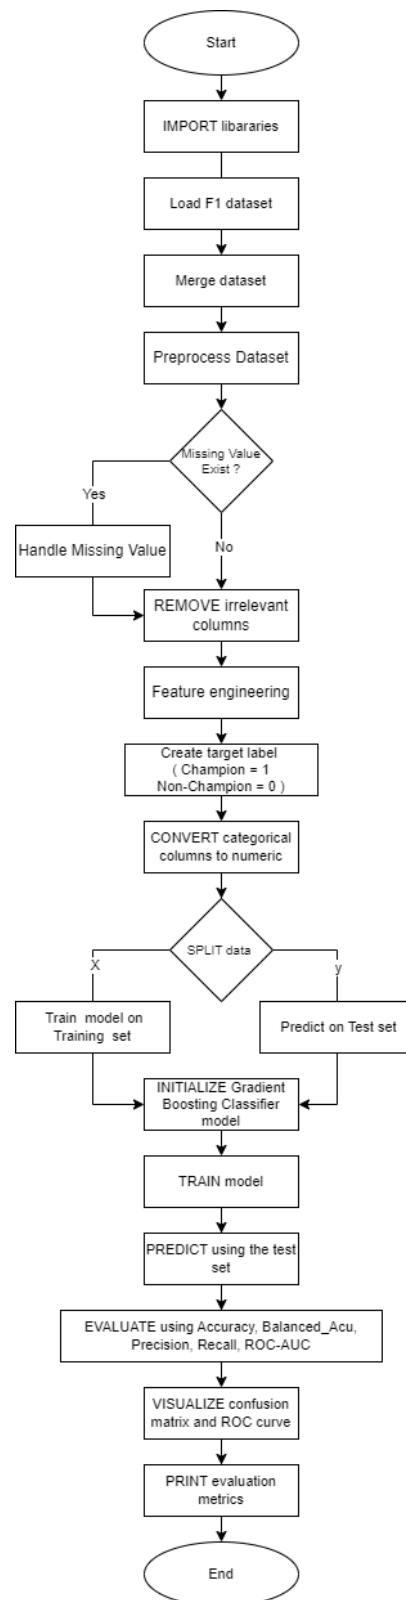 Start
IMPORT libararies
Load F1 dataset
Merge dataset
Preprocess Dataset
Missing Value
Exist ?
Yes
Handle Missing Value
No
REMOVE irrelevant
columns
Feature engineering
Create target label
( Champion = 1
Non-Champion = 0 )
CONVERT categorical
columns to numeric
SPLIT data
X
y
Train model on
Training set
Predict on Test set
INITIALIZE Gradient
Boosting Classifier
model
TRAIN model
PREDICT using the test
set
EVALUATE using Accuracy, Balanced_Acu,
Precision, Recall, ROC-AUC
VISUALIZE confusion
matrix and ROC curve
PRINT evaluation
metrics
End